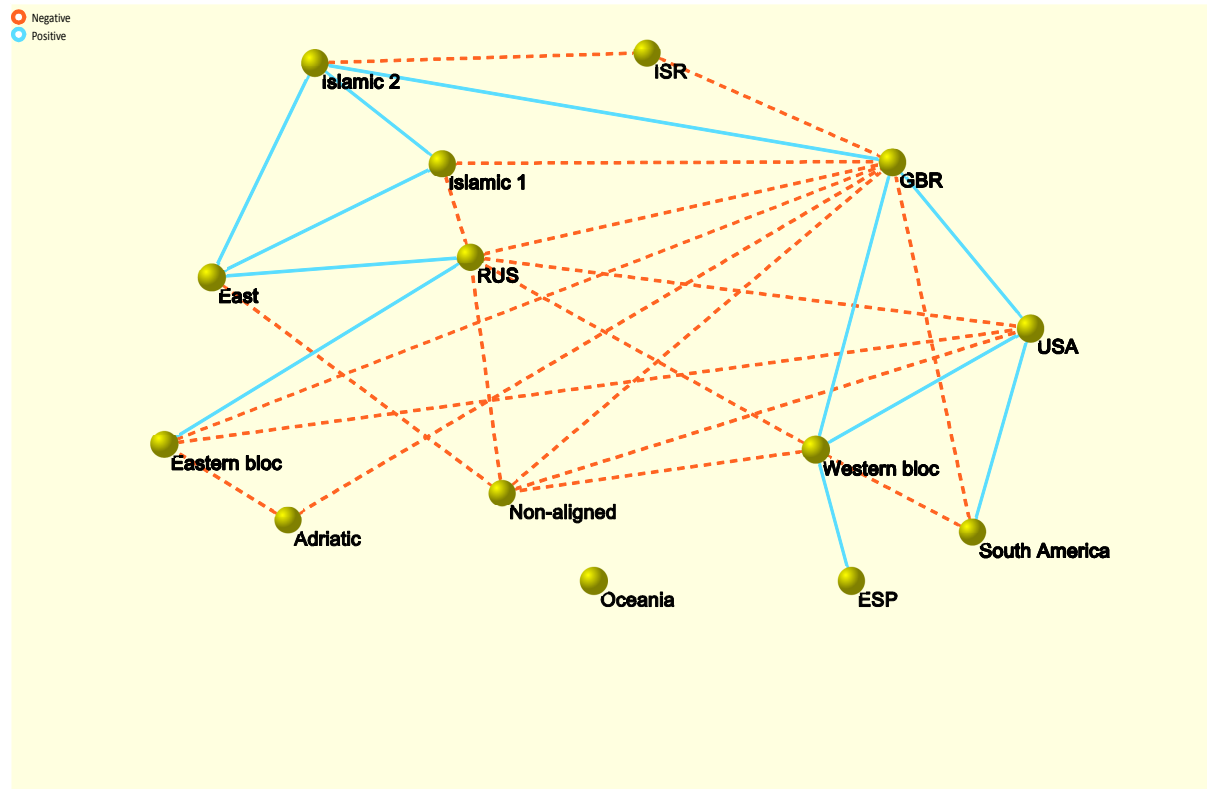 Negative
Positive
Islamic 2
ISR
Islamic 1
GBR
RUS
East
USA
Eastern bloc
Western bloc
Non-aligned
Adriatic
South America
Oceania
ESP